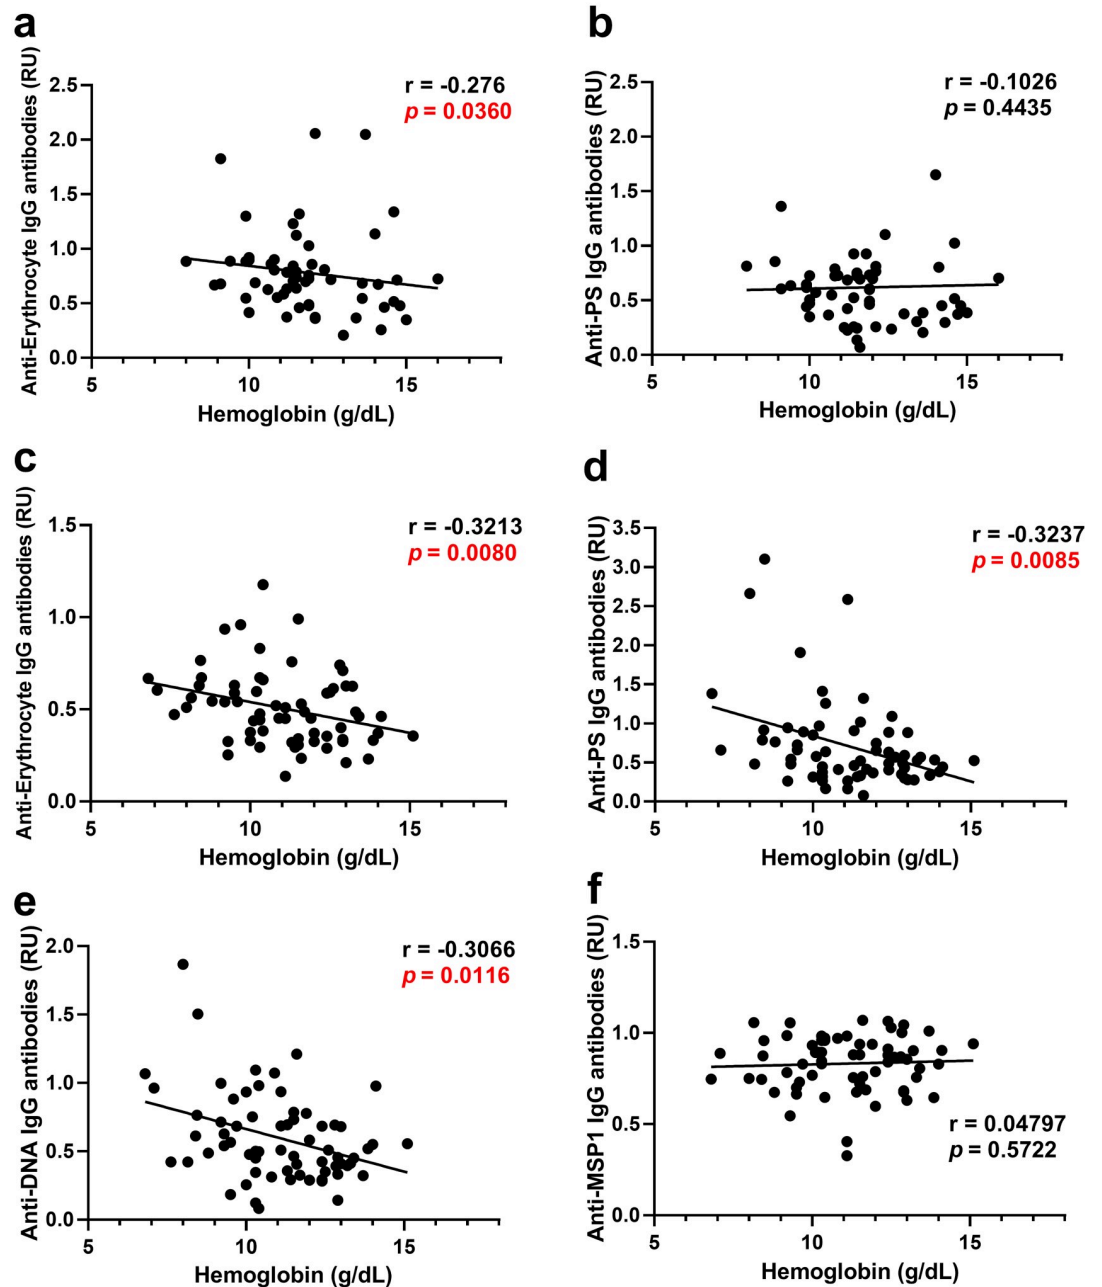 a
Anti-Erythrocyte IgG antibodies (RU)
2.5
2.0
1.5
1.0
0.5
0.0
5
10
15
Hemoglobin (g/dL)
r = -0.276
p = 0.0360
b
Anti-PS IgG antibodies (RU)
2.5
2.0
1.5
1.0
0.5
0.0
5
10
15
Hemoglobin (g/dL)
r = -0.1026
p = 0.4435
c
Anti-Erythrocyte IgG antibodies (RU)
1.5
1.0
0.5
0.0
5
10
15
Hemoglobin (g/dL)
r = -0.3213
p = 0.0080
d
Anti-PS IgG antibodies (RU)
3.5
3.0
2.5
2.0
1.5
1.0
0.5
0.0
5
10
15
Hemoglobin (g/dL)
r = -0.3237
p = 0.0085
e
Anti-DNA IgG antibodies (RU)
2.0
1.5
1.0
0.5
0.0
5
10
15
Hemoglobin (g/dL)
r = -0.3066
p = 0.0116
f
Anti-MSP1 IgG antibodies (RU)
1.5
1.0
0.5
0.0
5
10
15
Hemoglobin (g/dL)
r = 0.04797
p = 0.5722